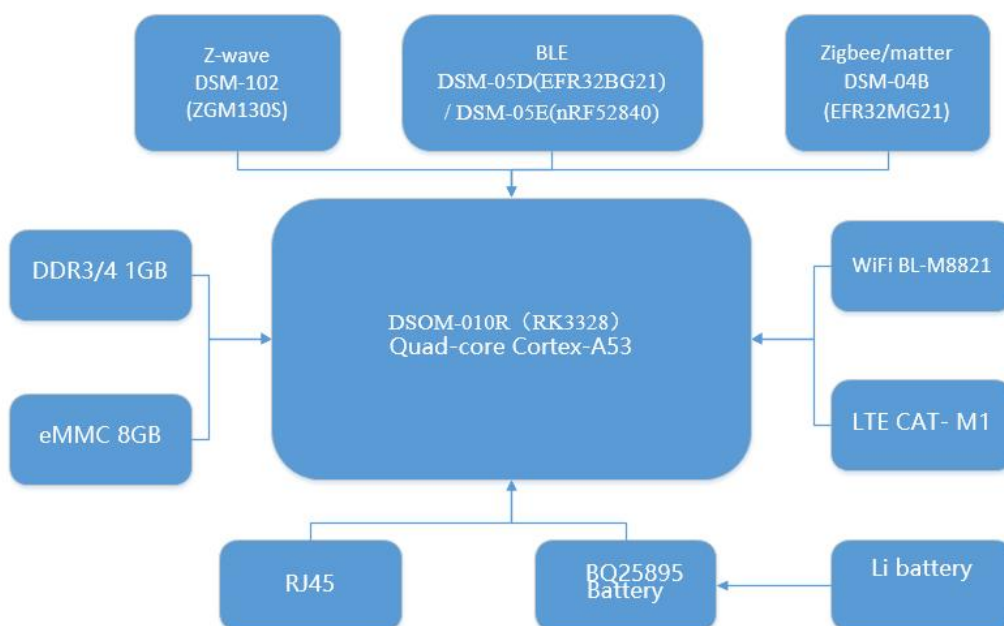 Z-wave
DSM-102
(ZGM130S)
BLE
DSM-05D(EFR32BG21)
/ DSM-05E(nRF52840)
Zigbee/matter
DSM-04B
(EFR32MG21)
DDR3/4 1GB
WiFi BL-M8821
DSOM-010R（RK3328）
Quad-core Cortex-A53
eMMC 8GB
LTE CAT- M1
RJ45
BQ25895
Battery
Li battery